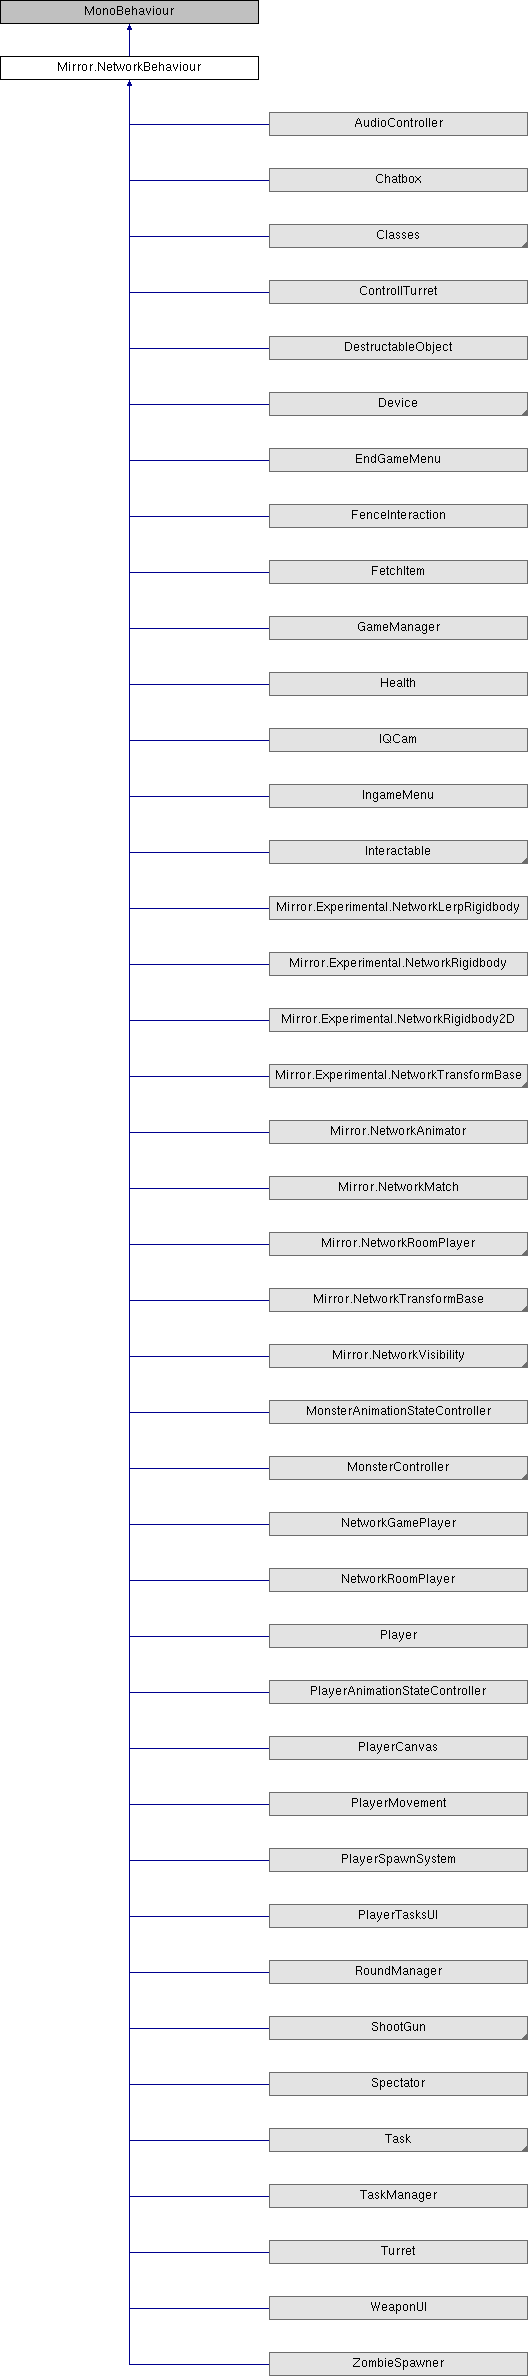 MonoBehaviour
Mirror.NetworkBehaviour
AudioController
Chatbox
Classes
ControllTurret
DestructableObject
Device
EndGameMenu
FenceInteraction
FetchItem
GameManager
Health
IQCam
IngameMenu
Interactable
Mirror.Experimental.NetworkLerpRigidbody
Mirror.Experimental.NetworkRigidbody
Mirror.Experimental.NetworkRigidbody2D
Mirror.Experimental.NetworkTransformBase
Mirror.NetworkAnimator
Mirror.NetworkMatch
Mirror.NetworkRoomPlayer
Mirror.NetworkTransformBase
Mirror.NetworkVisibility
MonsterAnimationStateController
MonsterController
NetworkGamePlayer
NetworkRoomPlayer
Player
PlayerAnimationStateController
PlayerCanvas
PlayerMovement
PlayerSpawnSystem
PlayerTasksUI
RoundManager
ShootGun
Spectator
Task
TaskManager
Turret
WeaponUI
ZombieSpawner